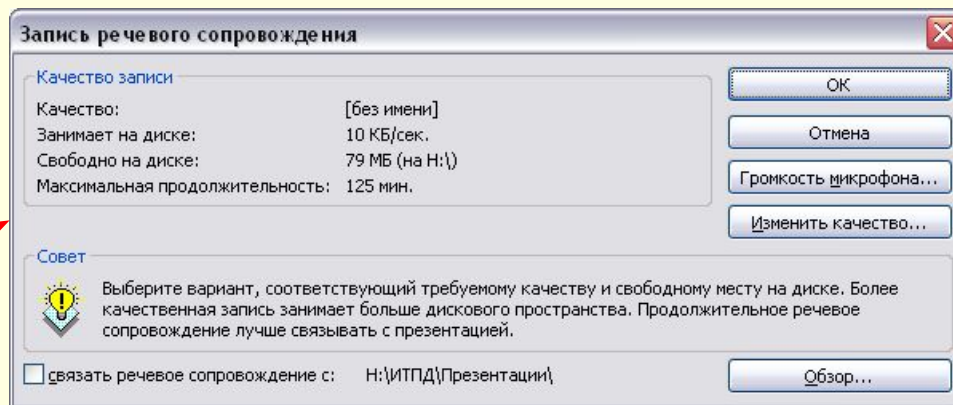 Запись речевого сопровождения
Качество записи
Качество: [без имени]
Занимает на диске: 10 КБ/сек.
Свободно на диске: 79 МБ (на H:\)
Максимальная продолжительность: 125 мин.
ОК
Отмена
Громкость микрофона...
Изменить качество...
Совет
Выберите вариант, соответствующий требуемому качеству и свободному месту на диске. Более
качественная запись занимает больше дискового пространства. Продолжительное речевое
сопровождение лучше связывать с презентацией.
связать речевое сопровождение с: H:\ИТПД\Презентации\
Обзор...